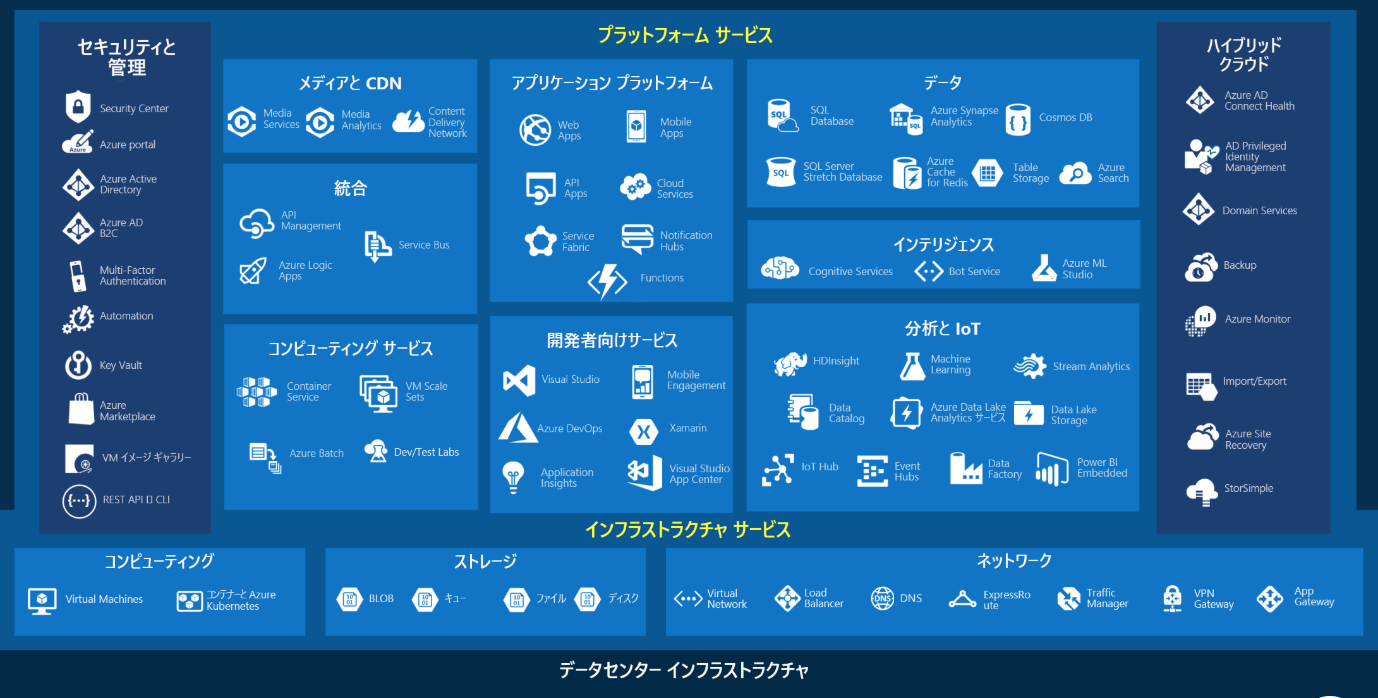 プラットフォーム サービス
セキュリティと
管理
Security Center
Azure portal
Azure Active
Directory
Azure AD
B2C
Multi-Factor
Authentication
Automation
Key Vault
Azure
Marketplace
VM イメージ ギャラリー
REST API ▯ CLI
メディアと CDN
Media
Services
Media
Analytics
Content
Delivery
Network
統合
API
Management
Service Bus
Azure Logic
Apps
コンピューティング サービス
Container
Service
VM Scale
Sets
Azure Batch
Dev/Test Labs
アプリケーション プラットフォーム
Web
Apps
Mobile
Apps
API
Apps
Cloud
Services
Service
Fabric
Notification
Hubs
Functions
開発者向けサービス
Visual Studio
Mobile
Engagement
Azure DevOps
Xamarin
Application
Insights
Visual Studio
App Center
データ
SQL
SQL
Database
SQL
Azure Synapse
Analytics
Cosmos DB
SQL
SQL Server
Stretch Database
Azure
Cache
for Redis
Table
Storage
Azure
Search
インテリジェンス
Cognitive Services
Bot Service
Azure ML
Studio
分析と IoT
HDInsight
Machine
Learning
Stream Analytics
Data
Catalog
Azure Data Lake
Analytics サービス
Data Lake
Storage
IoT Hub
Event
Hubs
Data
Factory
Power BI
Embedded
ハイブリッド
クラウド
Azure AD
Connect Health
AD Privileged
Identity
Management
Domain Services
Backup
Azure Monitor
Import/Export
Azure Site
Recovery
StorSimple
インフラストラクチャ サービス
コンピューティング
Virtual Machines
コンテナーと Azure
Kubernetes
ストレージ
BLOB
キュー
ファイル
ディスク
ネットワーク
Virtual
Network
Load
Balancer
DNS
DNS
ExpressRo
ute
Traffic
Manager
VPN
Gateway
App
Gateway
データセンター インフラストラクチャ